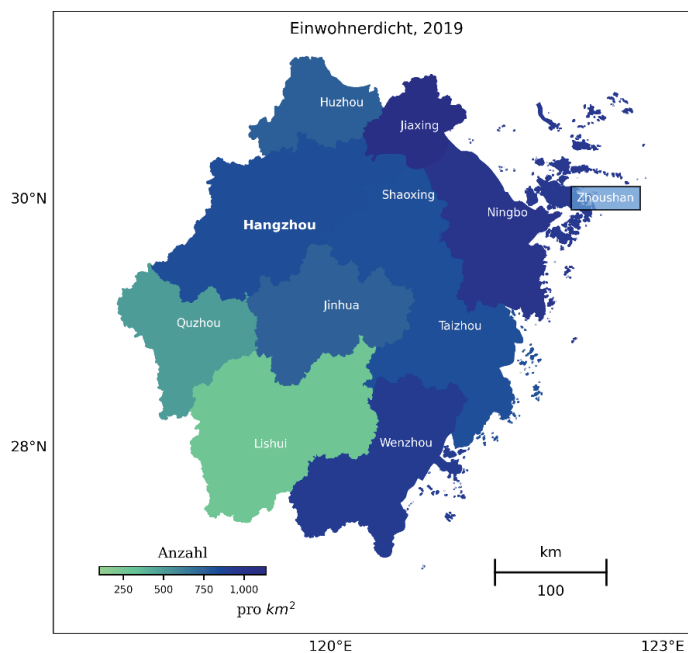 Einwohnerdicht, 2019
Huzhou
Jiaxing
30°N
Shaoxing
Zhoushan
Ningbo
Hangzhou
Jinhua
Quzhou
Taizhou
28°N
Lishui
Wenzhou
Anzahl
km
250 500 750 1,000
100
pro km²
120°E
123°E